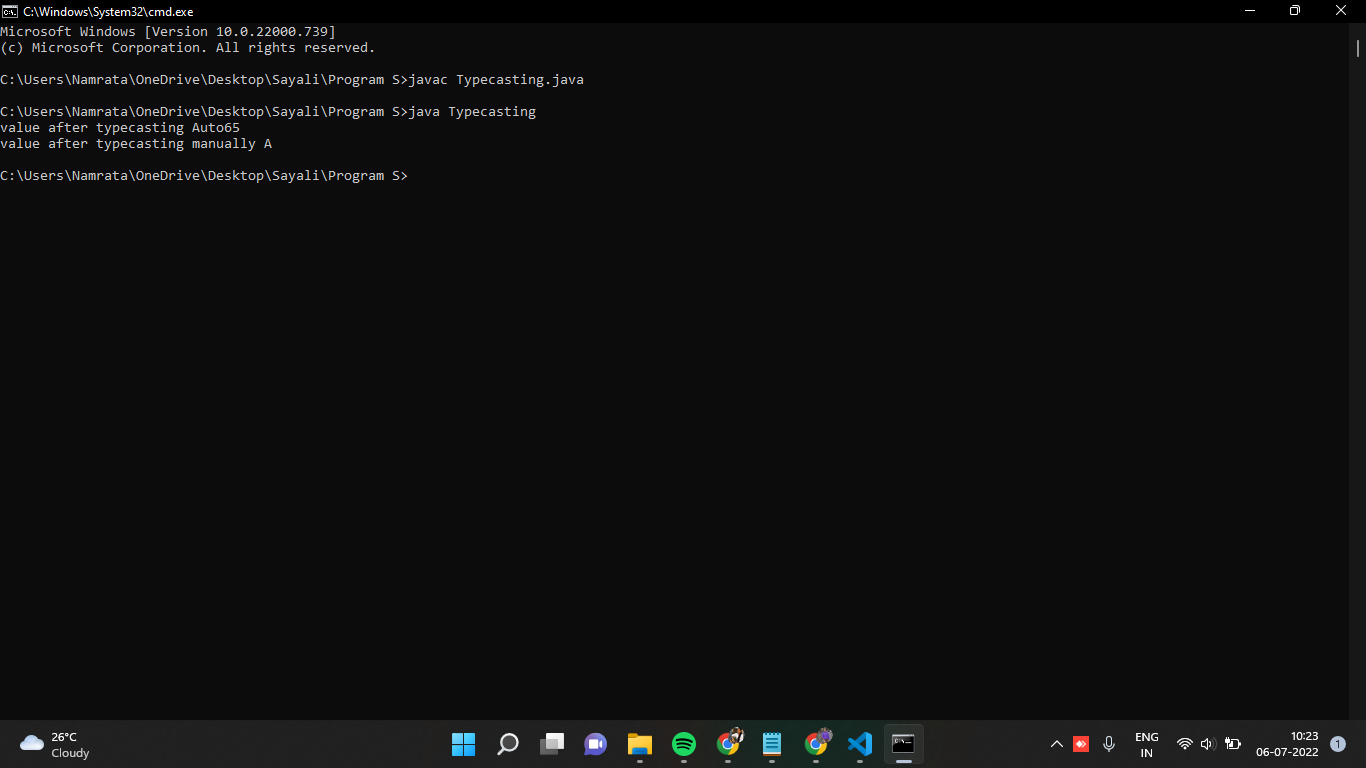 C:\Windows\System32\cmd.exe
Microsoft Windows [Version 10.0.22000.739]
(c) Microsoft Corporation. All rights reserved.
C:\Users\Namrata\OneDrive\Desktop\Sayali\Program S>javac Typecasting.java
C:\Users\Namrata\OneDrive\Desktop\Sayali\Program S>java Typecasting
value after typecasting Auto65
value after typecasting manually A
C:\Users\Namrata\OneDrive\Desktop\Sayali\Program S>
26°C
Cloudy
ENG
IN
10:23
06-07-2022
1